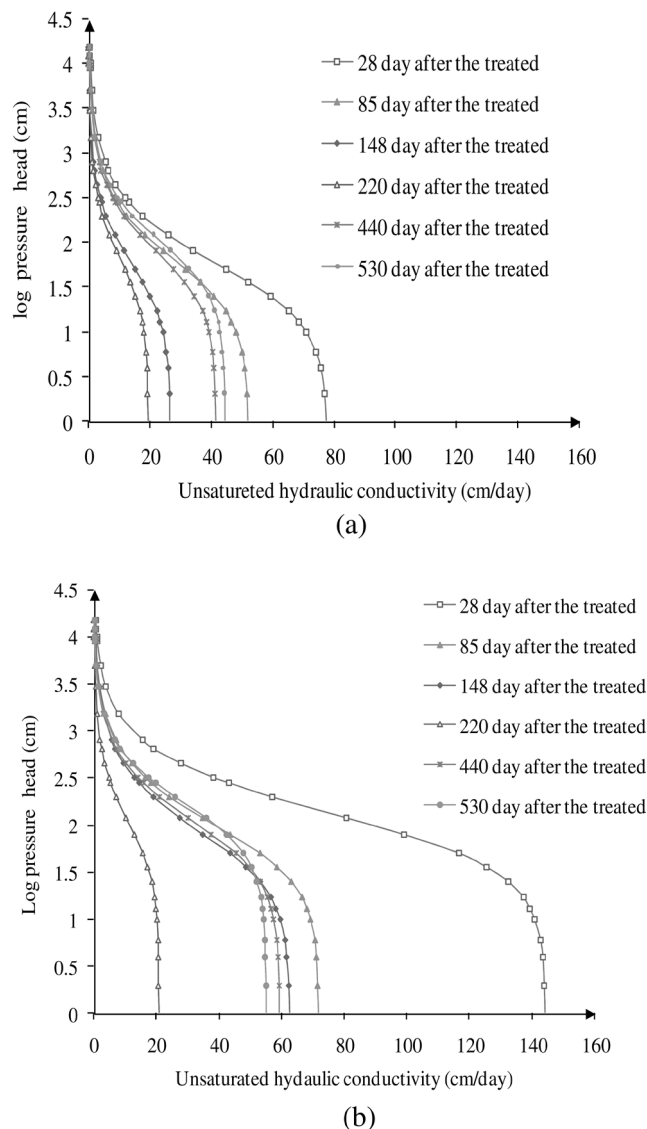 4.5
4
3.5
3
2.5
2
1.5
1
0.5
0
log pressure head (cm)
28 day after the treated
85 day after the treated
148 day after the treated
220 day after the treated
440 day after the treated
530 day after the treated
0 20 40 60 80 100 120 140 160
Unsatureted hydraulic conductivity (cm/day)
(a)
4.5
4
3.5
3
2.5
2
1.5
1
0.5
0
Log pressure head (cm)
28 day after the treated
85 day after the treated
148 day after the treated
220 day after the treated
440 day after the treated
530 day after the treated
0 20 40 60 80 100 120 140 160
Unsaturated hydaulic conductivity (cm/day)
(b)